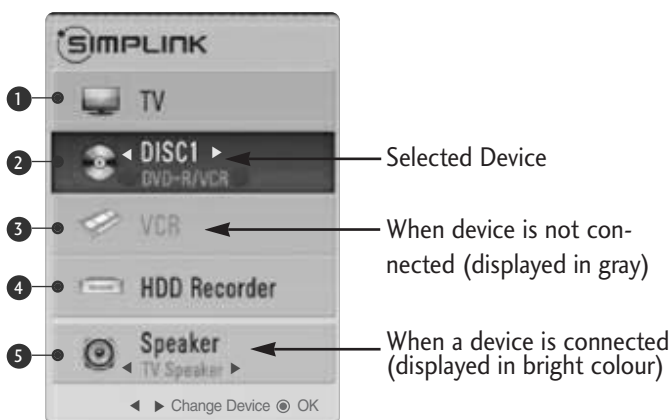 SIMPLINK
1 TV
2 ◄ DISC1 ► Selected Device
DVD-R/VCR
3 VCR When device is not con-
nected (displayed in gray)
4 HDD Recorder
5 Speaker When a device is connected
◄ TV Speaker ► (displayed in bright colour)
◄ ► Change Device ◉ OK